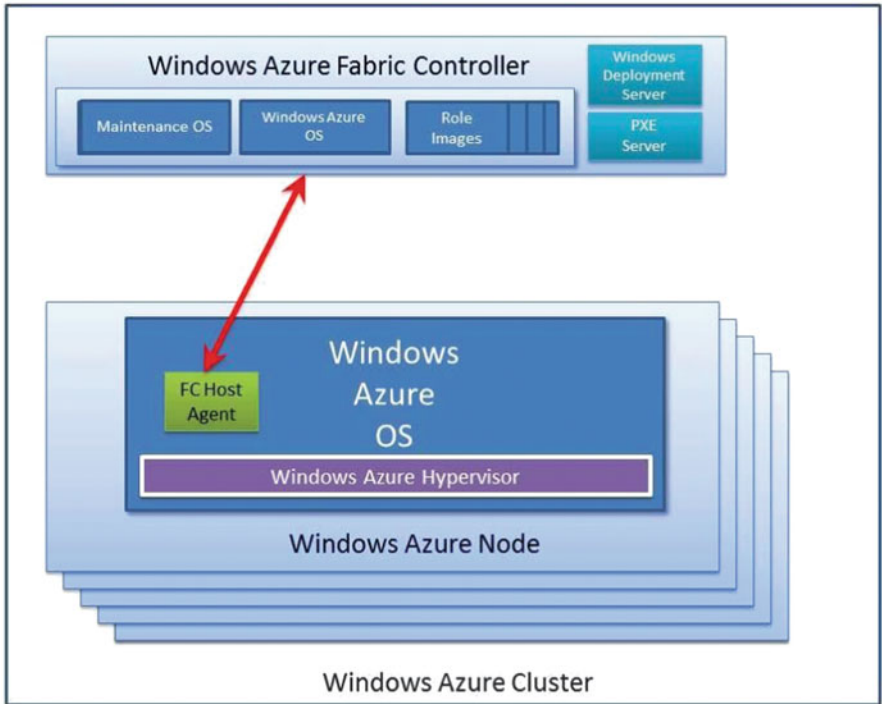 Windows Azure Fabric Controller
Windows
Deployment
Server
Maintenance OS
Windows Azure
OS
Role
Images
PXE
Server
Windows
Azure
OS
FC Host
Agent
Windows Azure Hypervisor
Windows Azure Node
Windows Azure Cluster